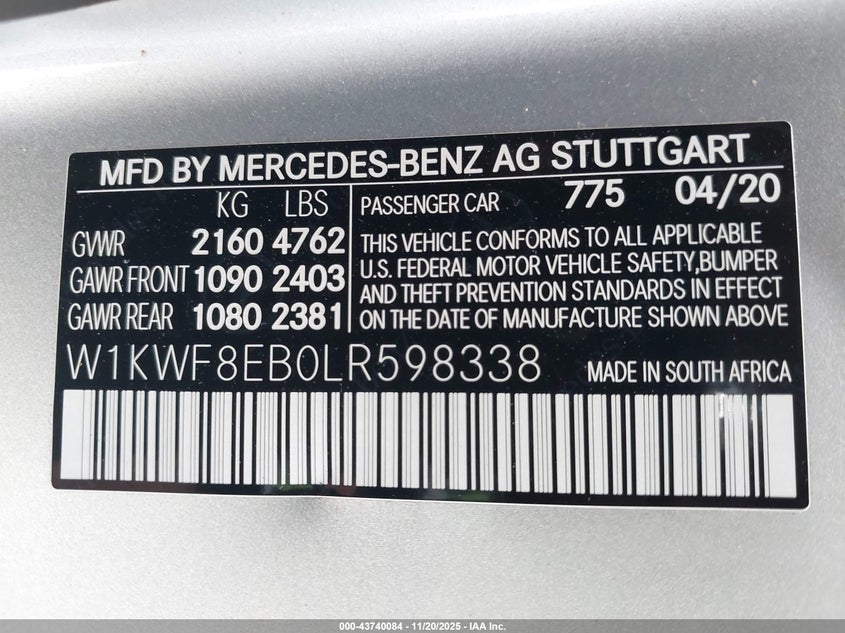 MFD BY MERCEDES-BENZ AG STUTTGART
KG LBS
GVWR 2160 4762
GAWR FRONT 1090 2403
GAWR REAR 1080 2381
PASSENGER CAR 775 04/20
THIS VEHICLE CONFORMS TO ALL APPLICABLE
U.S. FEDERAL MOTOR VEHICLE SAFETY,BUMPER
AND THEFT PREVENTION STANDARDS IN EFFECT
ON THE DATE OF MANUFACTURE SHOWN ABOVE
W1KWF8EB0LR598338 MADE IN SOUTH AFRICA
000-43740084 - 11/20/2025 - IAA Inc.